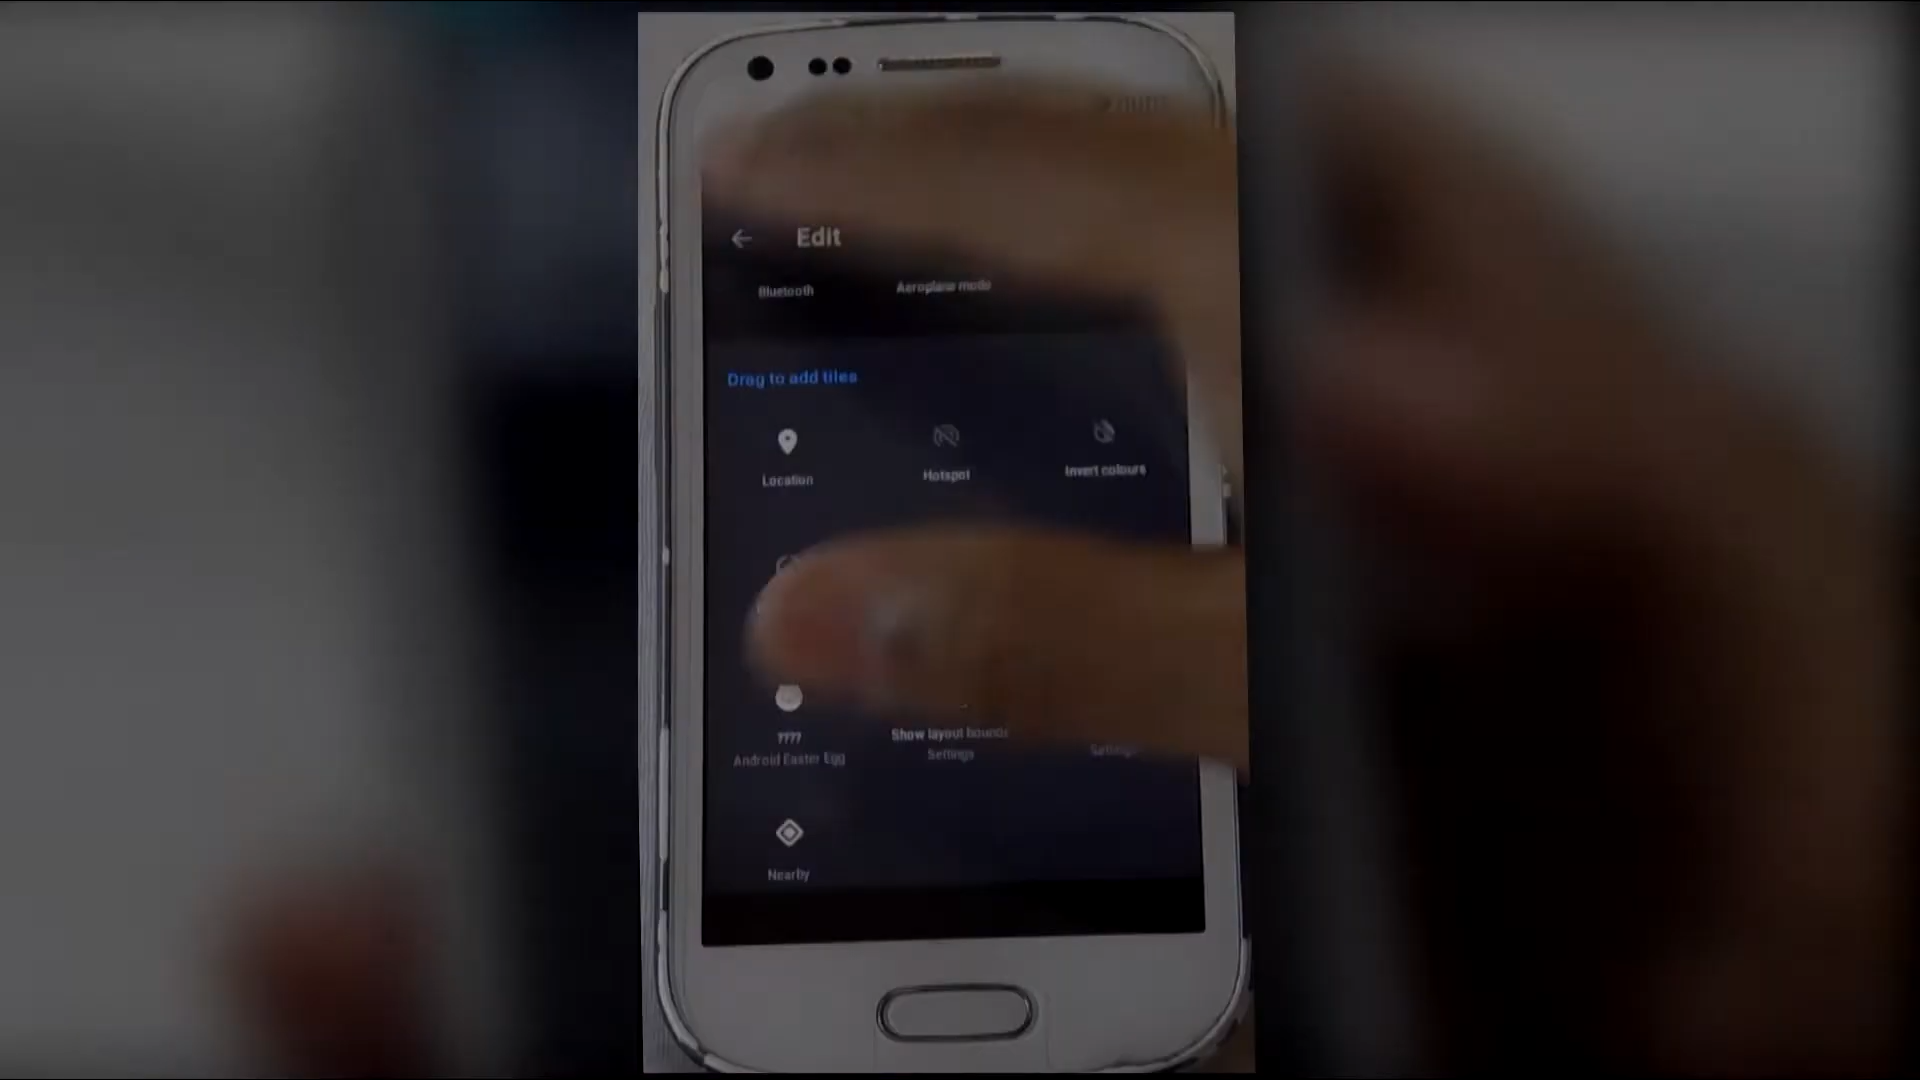 Edit
Bluetooth
Aeroplane mode
Drag to add tiles
Location
Hotspot
Invert colours
????
Android Easter Egg
Show layout bounds
Settings
Settings
Nearby